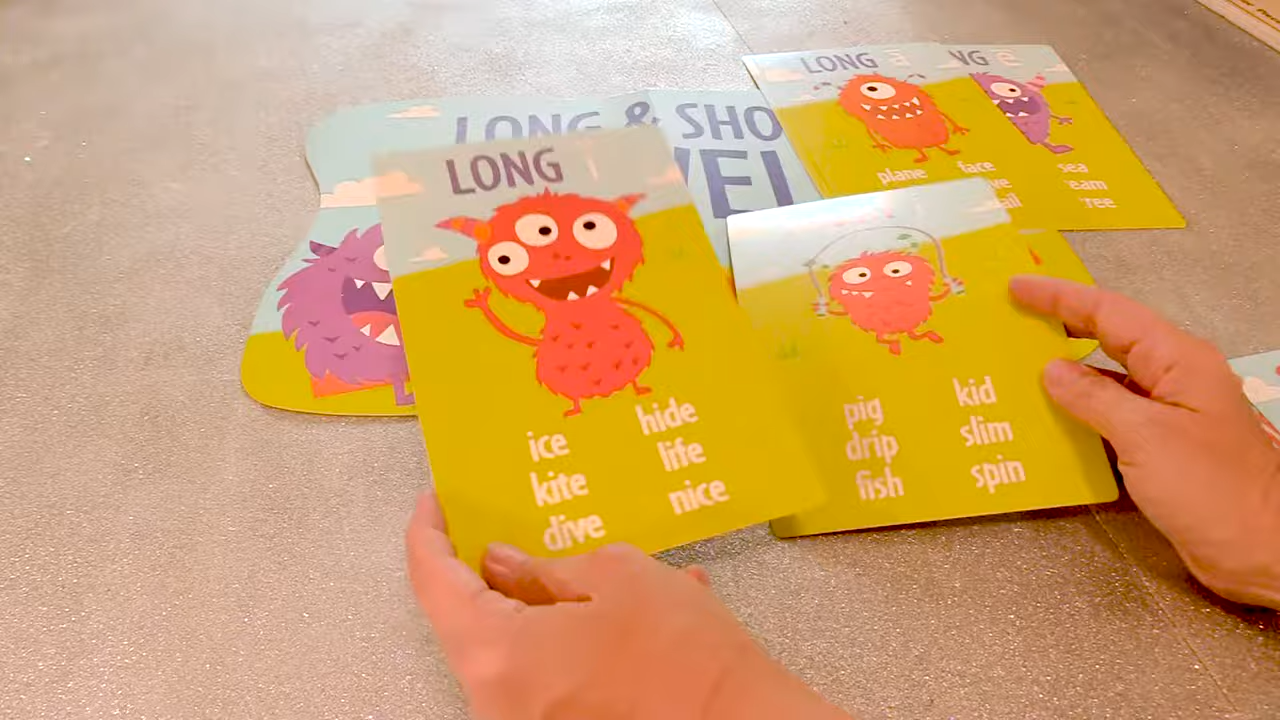 LONG & SHO
VEL
LONG
ice
kite
dive
hide
life
nice
pig
drip
fish
kid
slim
spin
LONG a
NG e
plane
face
sea